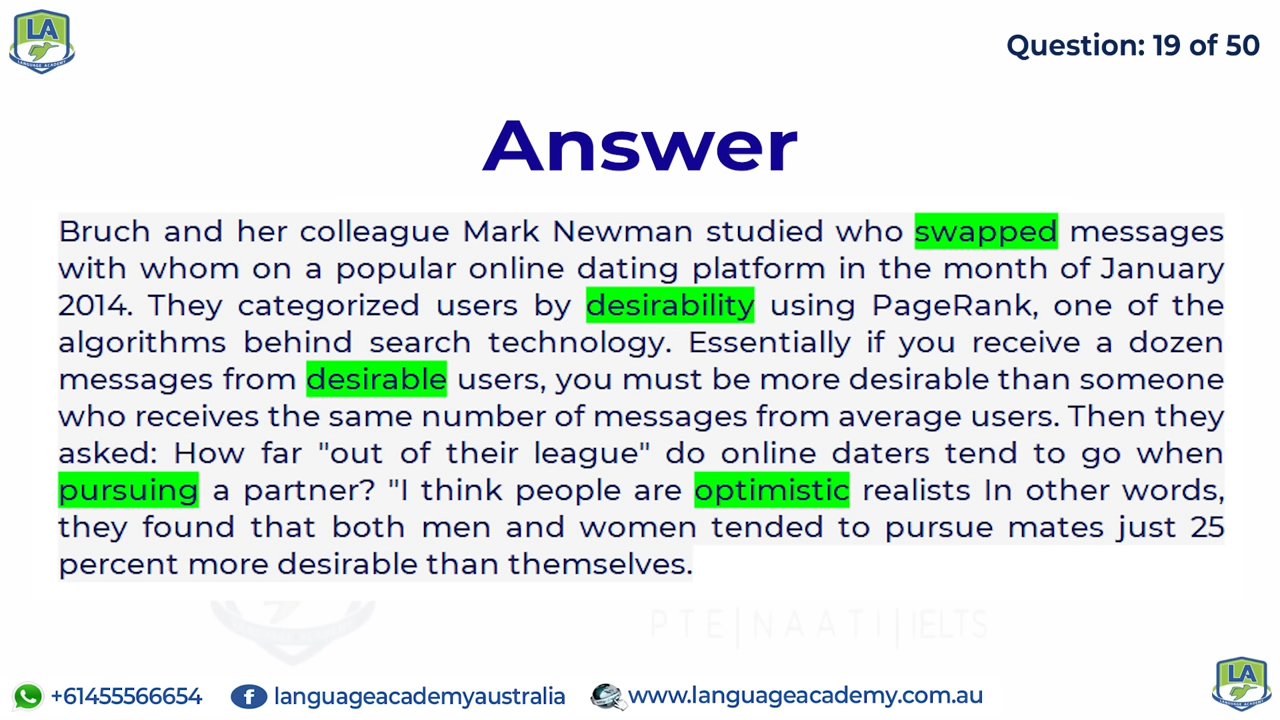 LA
LANGUAGE ACADEMY
Question: 19 of 50
Answer
Bruch and her colleague Mark Newman studied who swapped messages
with whom on a popular online dating platform in the month of January
2014. They categorized users by desirability using PageRank, one of the
algorithms behind search technology. Essentially if you receive a dozen
messages from desirable users, you must be more desirable than someone
who receives the same number of messages from average users. Then they
asked: How far "out of their league" do online daters tend to go when
pursuing a partner? "I think people are optimistic realists In other words,
they found that both men and women tended to pursue mates just 25
percent more desirable than themselves.
PTE|NAATI|IELTS
+61455566654
languageacademyaustralia
www.languageacademy.com.au
LA
LANGUAGE ACADEMY